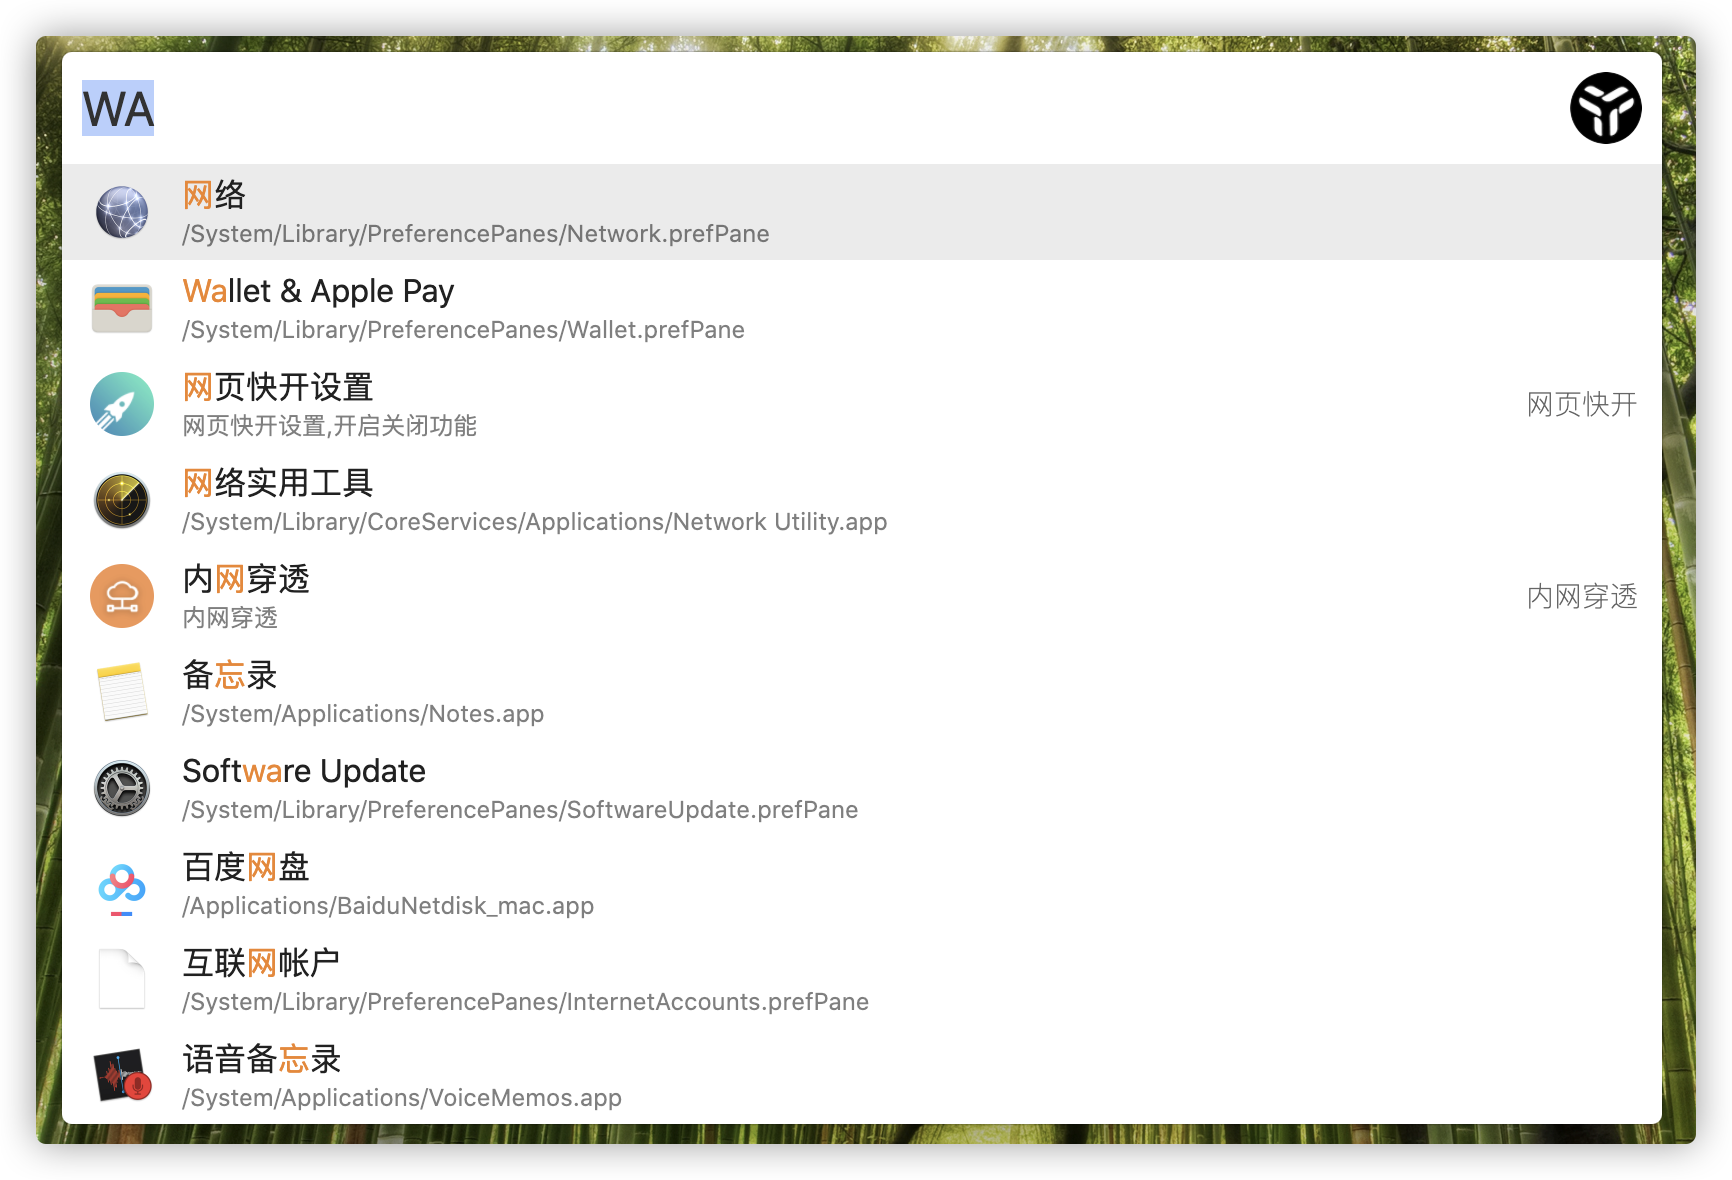 WA
网络
/System/Library/PreferencePanes/Network.prefPane
Wallet & Apple Pay
/System/Library/PreferencePanes/Wallet.prefPane
网页快开设置
网页快开设置,开启关闭功能
网页快开
网络实用工具
/System/Library/CoreServices/Applications/Network Utility.app
内网穿透
内网穿透
内网穿透
备忘录
/System/Applications/Notes.app
Software Update
/System/Library/PreferencePanes/SoftwareUpdate.prefPane
百度网盘
/Applications/BaiduNetdisk_mac.app
互联网帐户
/System/Library/PreferencePanes/InternetAccounts.prefPane
语音备忘录
/System/Applications/VoiceMemos.app